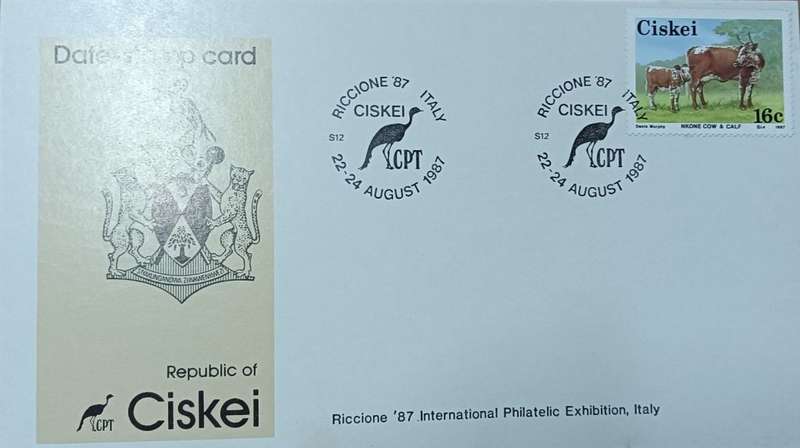 Date-stamp card
Republic of
CPT Ciskei
RICCIONE '87 ITALY
CISKEI
S12
CPT
22-24 AUGUST 1987
RICCIONE '87 ITALY
CISKEI
S12
CPT
22-24 AUGUST 1987
Ciskei
16c
NKONE COW & CALF
1987
Riccione '87 International Philatelic Exhibition, Italy